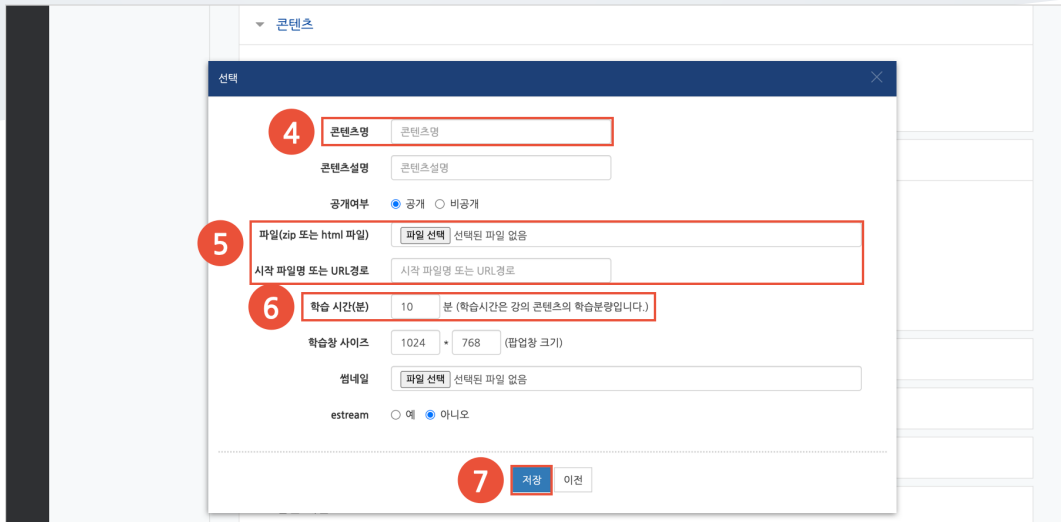 콘텐츠
선택
4 콘텐츠명 콘텐츠명
콘텐츠설명 콘텐츠설명
공개여부 공개 비공개
5 파일(zip 또는 html 파일) 파일 선택 선택된 파일 없음
시작 파일명 또는 URL경로 시작 파일명 또는 URL경로
6 학습 시간(분) 10 분 (학습시간은 강의 콘텐츠의 학습분량입니다.)
학습창 사이즈 1024 * 768 (팝업창 크기)
썸네일 파일 선택 선택된 파일 없음
estream 예 아니오
7 저장 이전